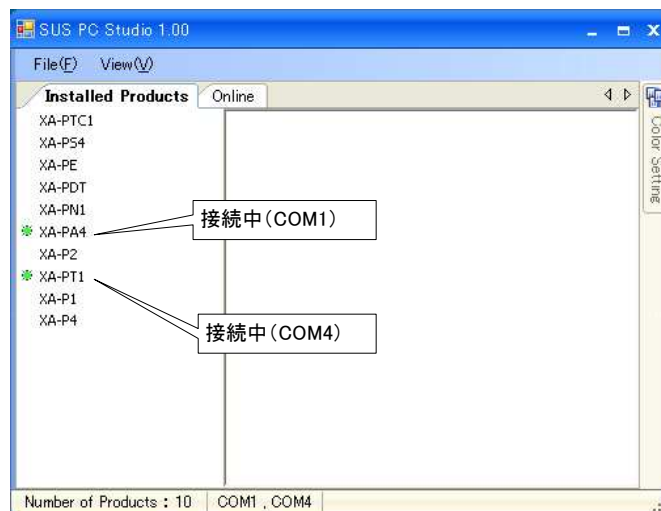 SUS PC Studio 1.00
File(F) View(V)
Installed Products Online
Color Setting
XA-PTC1
XA-PS4
XA-PE
XA-PDT
XA-PN1
XA-PA4
接続中(COM1)
XA-P2
XA-PT1
XA-P1
XA-P4
接続中(COM4)
Number of Products : 10 COM1 , COM4